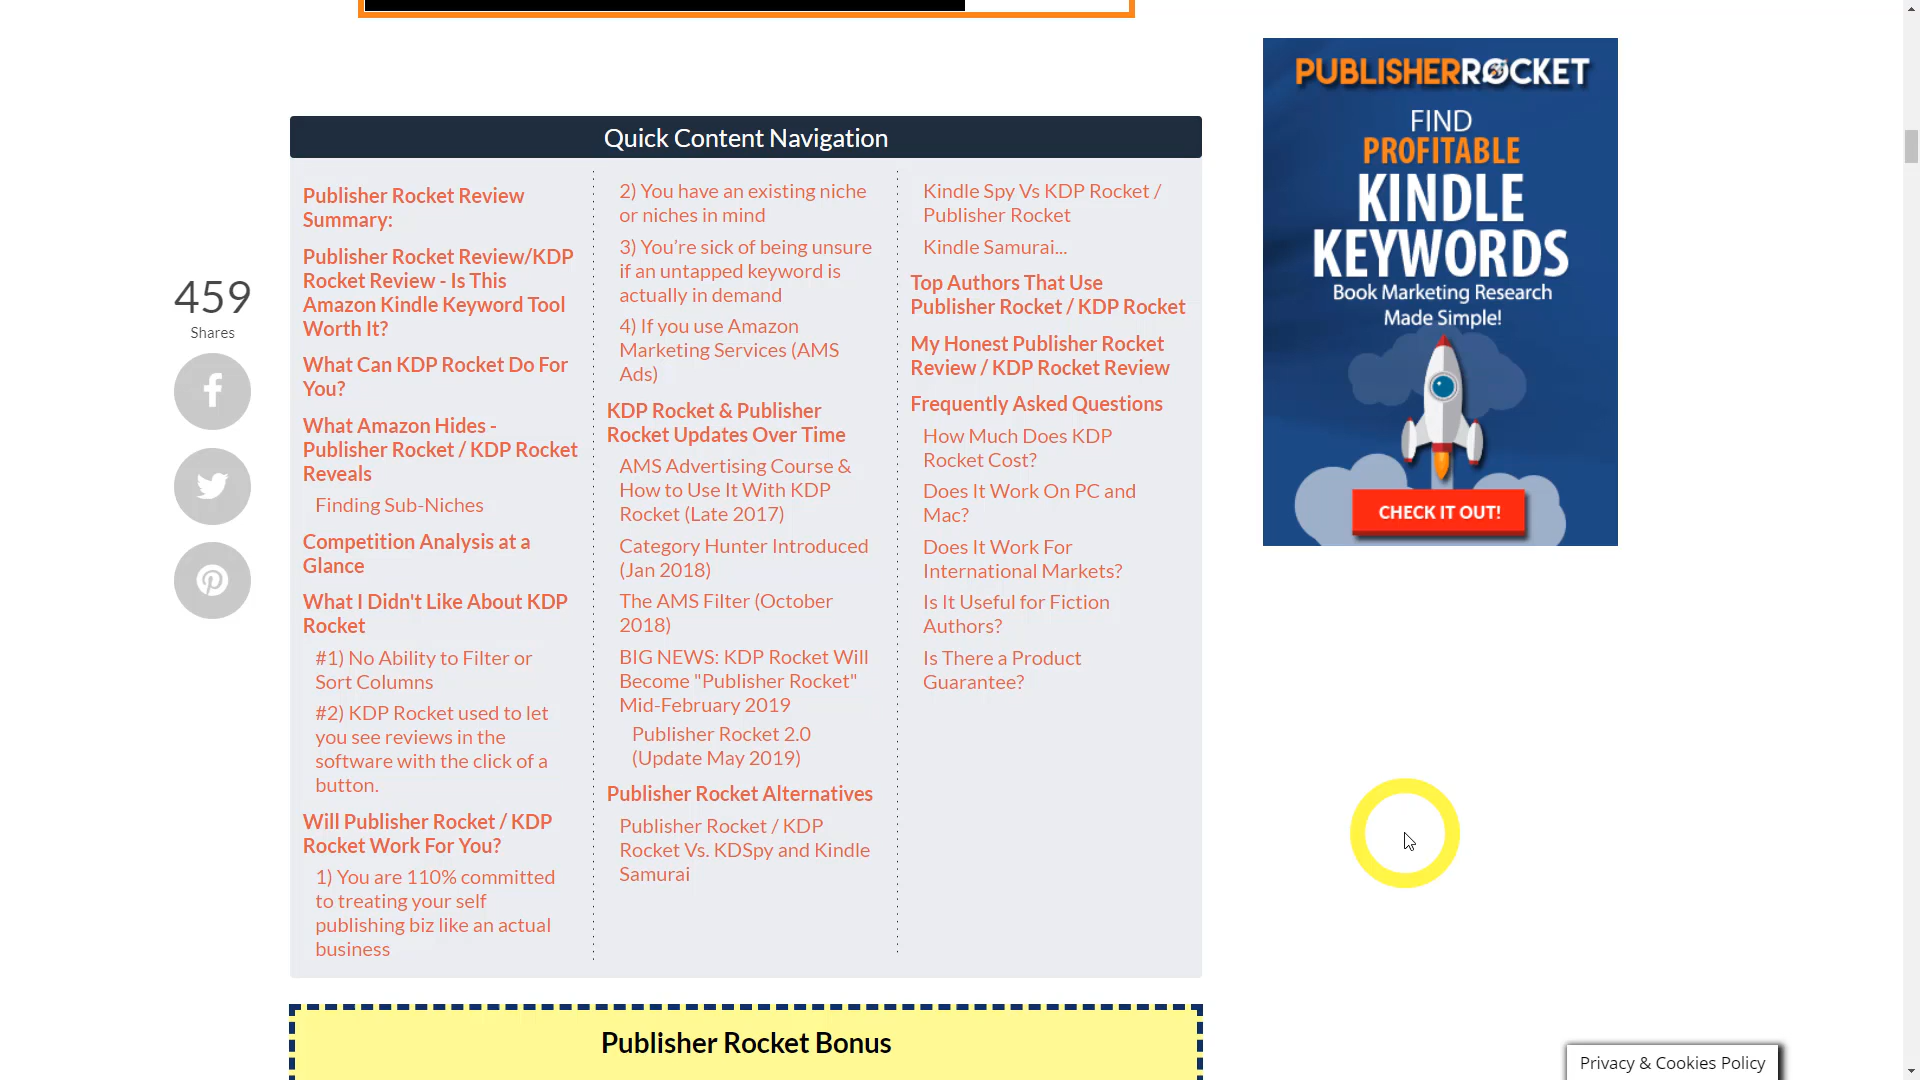 459
Shares
Quick Content Navigation
Publisher Rocket Review
Summary:
Publisher Rocket Review/KDP
Rocket Review - Is This
Amazon Kindle Keyword Tool
Worth It?
What Can KDP Rocket Do For
You?
What Amazon Hides -
Publisher Rocket / KDP Rocket
Reveals
Finding Sub-Niches
Competition Analysis at a
Glance
What I Didn't Like About KDP
Rocket
#1) No Ability to Filter or
Sort Columns
#2) KDP Rocket used to let
you see reviews in the
software with the click of a
button.
Will Publisher Rocket / KDP
Rocket Work For You?
1) You are 110% committed
to treating your self
publishing biz like an actual
business
2) You have an existing niche
or niches in mind
3) You’re sick of being unsure
if an untapped keyword is
actually in demand
4) If you use Amazon
Marketing Services (AMS
Ads)
KDP Rocket & Publisher
Rocket Updates Over Time
AMS Advertising Course &
How to Use It With KDP
Rocket (Late 2017)
Category Hunter Introduced
(Jan 2018)
The AMS Filter (October
2018)
BIG NEWS: KDP Rocket Will
Become "Publisher Rocket"
Mid-February 2019
Publisher Rocket 2.0
(Update May 2019)
Publisher Rocket Alternatives
Publisher Rocket / KDP
Rocket Vs. KDSpy and Kindle
Samurai
Kindle Spy Vs KDP Rocket /
Publisher Rocket
Kindle Samurai...
Top Authors That Use
Publisher Rocket / KDP Rocket
My Honest Publisher Rocket
Review / KDP Rocket Review
Frequently Asked Questions
How Much Does KDP
Rocket Cost?
Does It Work On PC and
Mac?
Does It Work For
International Markets?
Is It Useful for Fiction
Authors?
Is There a Product
Guarantee?
PUBLISHERROCKET
FIND
PROFITABLE
KINDLE
KEYWORDS
Book Marketing Research
Made Simple!
CHECK IT OUT!
Publisher Rocket Bonus
Privacy & Cookies Policy